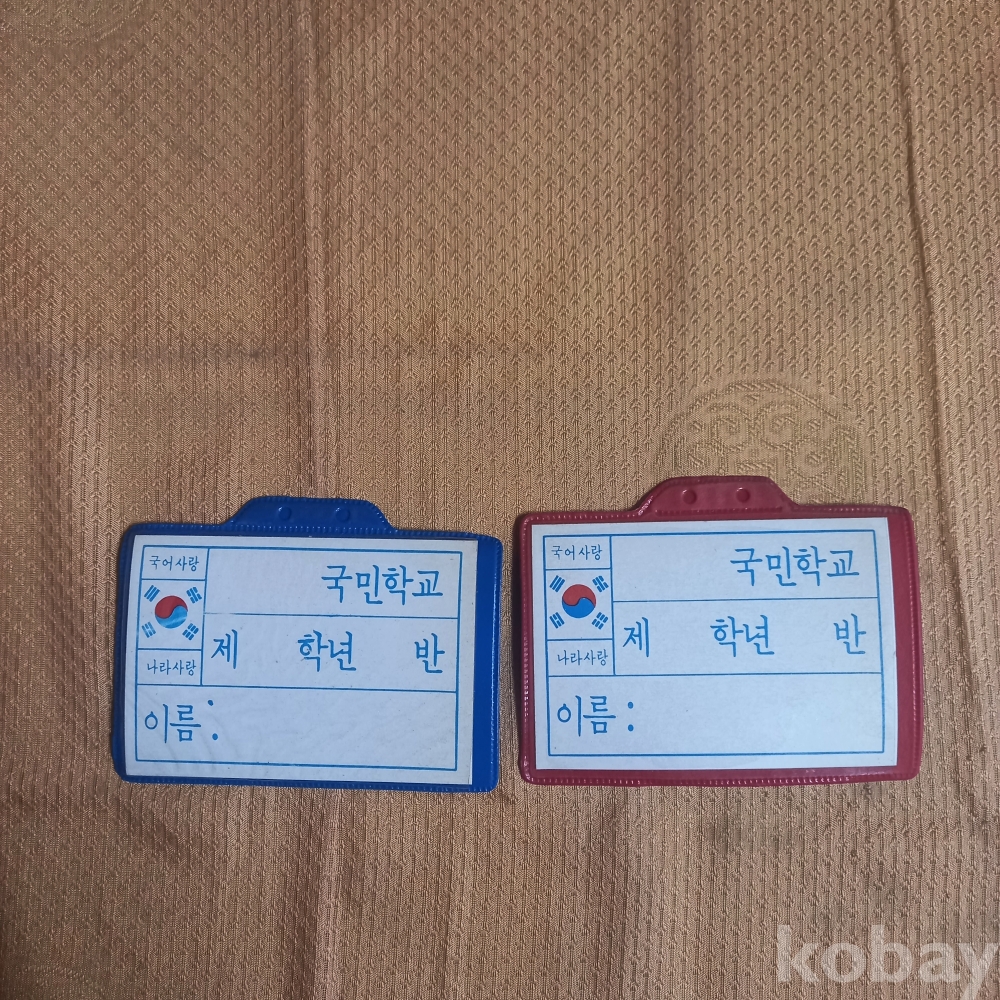 국어사랑
국민학교
제 학년 반
나라사랑
이름 :
국어사랑
국민학교
제 학년 반
나라사랑
이름 :
kobay